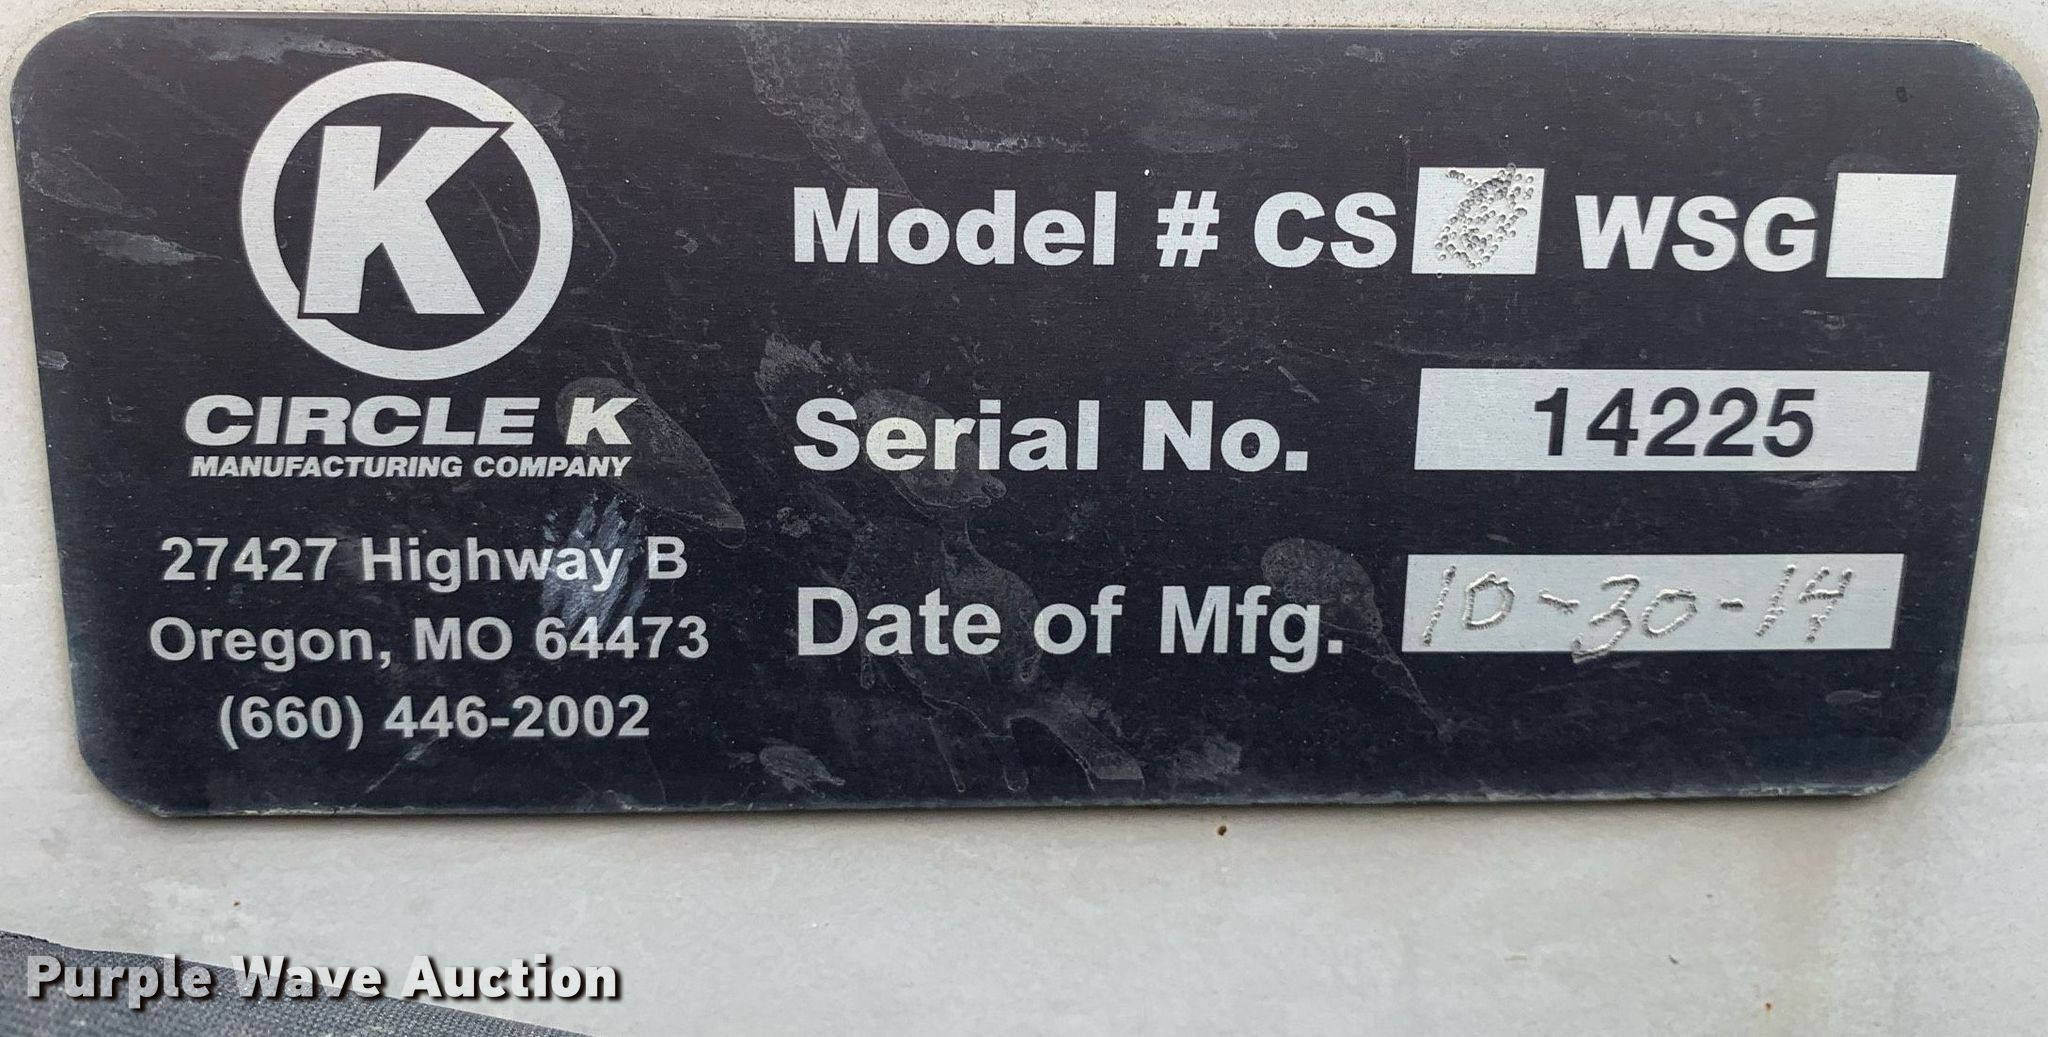 K
CIRCLE K
MANUFACTURING COMPANY
27427 Highway B
Oregon, MO 64473
(660) 446-2002
Model # CS WSG
Serial No. 14225
Date of Mfg. 10-30-14
Purple Wave Auction